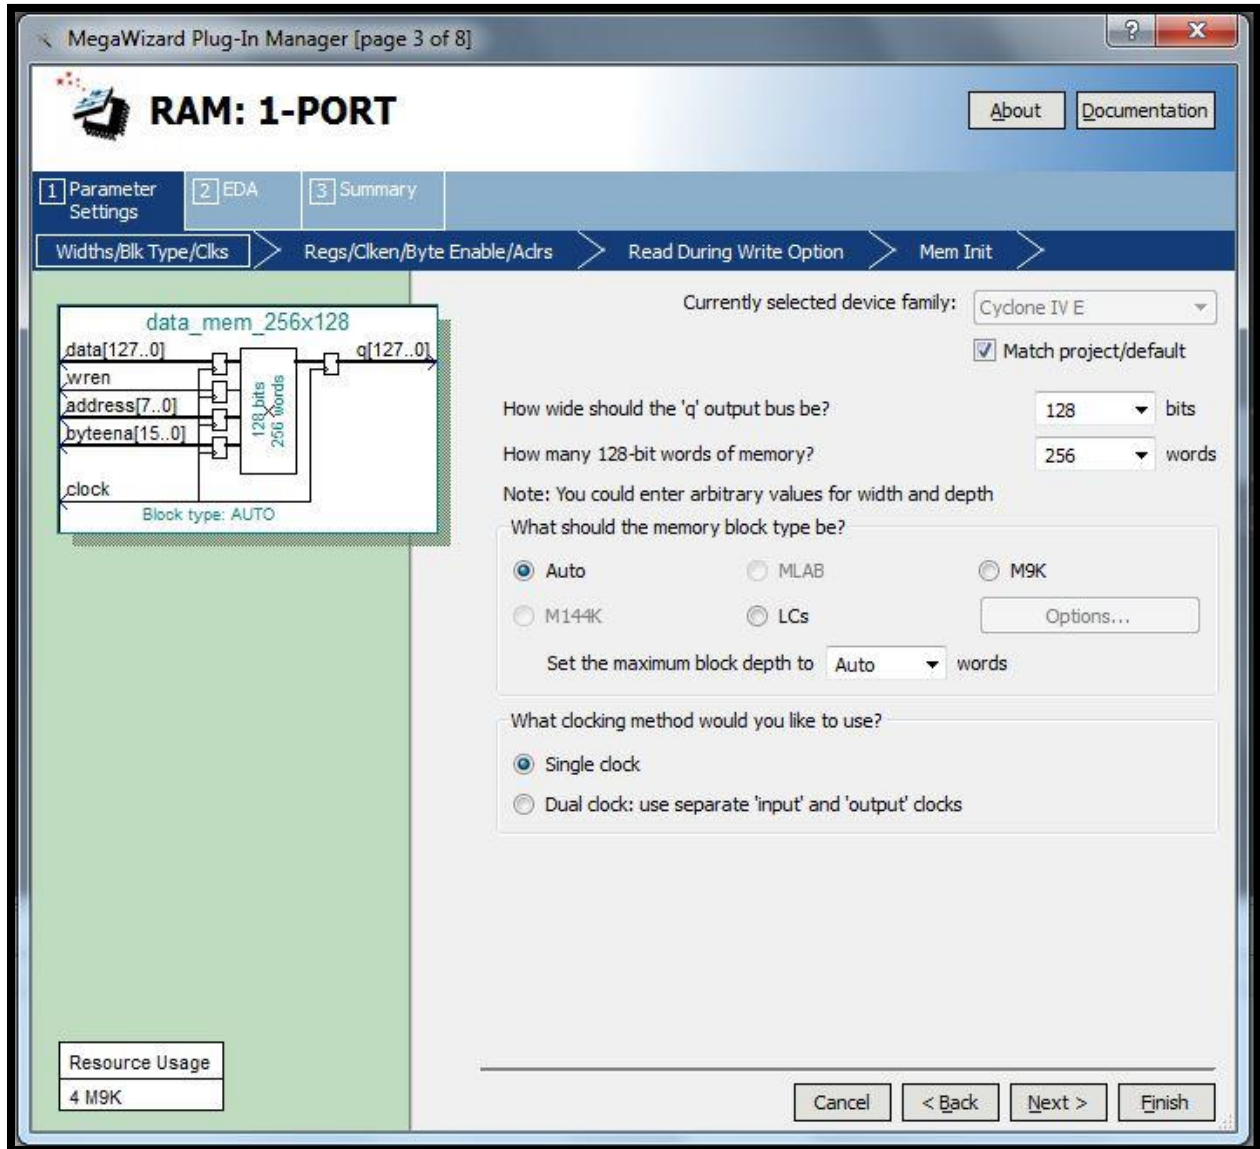 MegaWizard Plug-In Manager [page 3 of 8]
?
X
RAM: 1-PORT
About
Documentation
1 Parameter Settings
2 EDA
3 Summary
Widths/Blk Type/Clks
Regs/Clken/Byte Enable/Aclrs
Read During Write Option
Mem Init
data_mem_256x128
data[127..0]
q[127..0]
wren
address[7..0]
byteena[15..0]
128 bits
256 words
clock
Block type: AUTO
Currently selected device family: Cyclone IV E
Match project/default
How wide should the 'q' output bus be? 128 bits
How many 128-bit words of memory? 256 words
Note: You could enter arbitrary values for width and depth
What should the memory block type be?
Auto
MLAB
M9K
M144K
LCs
Options...
Set the maximum block depth to Auto words
What clocking method would you like to use?
Single clock
Dual clock: use separate 'input' and 'output' clocks
Resource Usage
4 M9K
Cancel
< Back
Next >
Finish